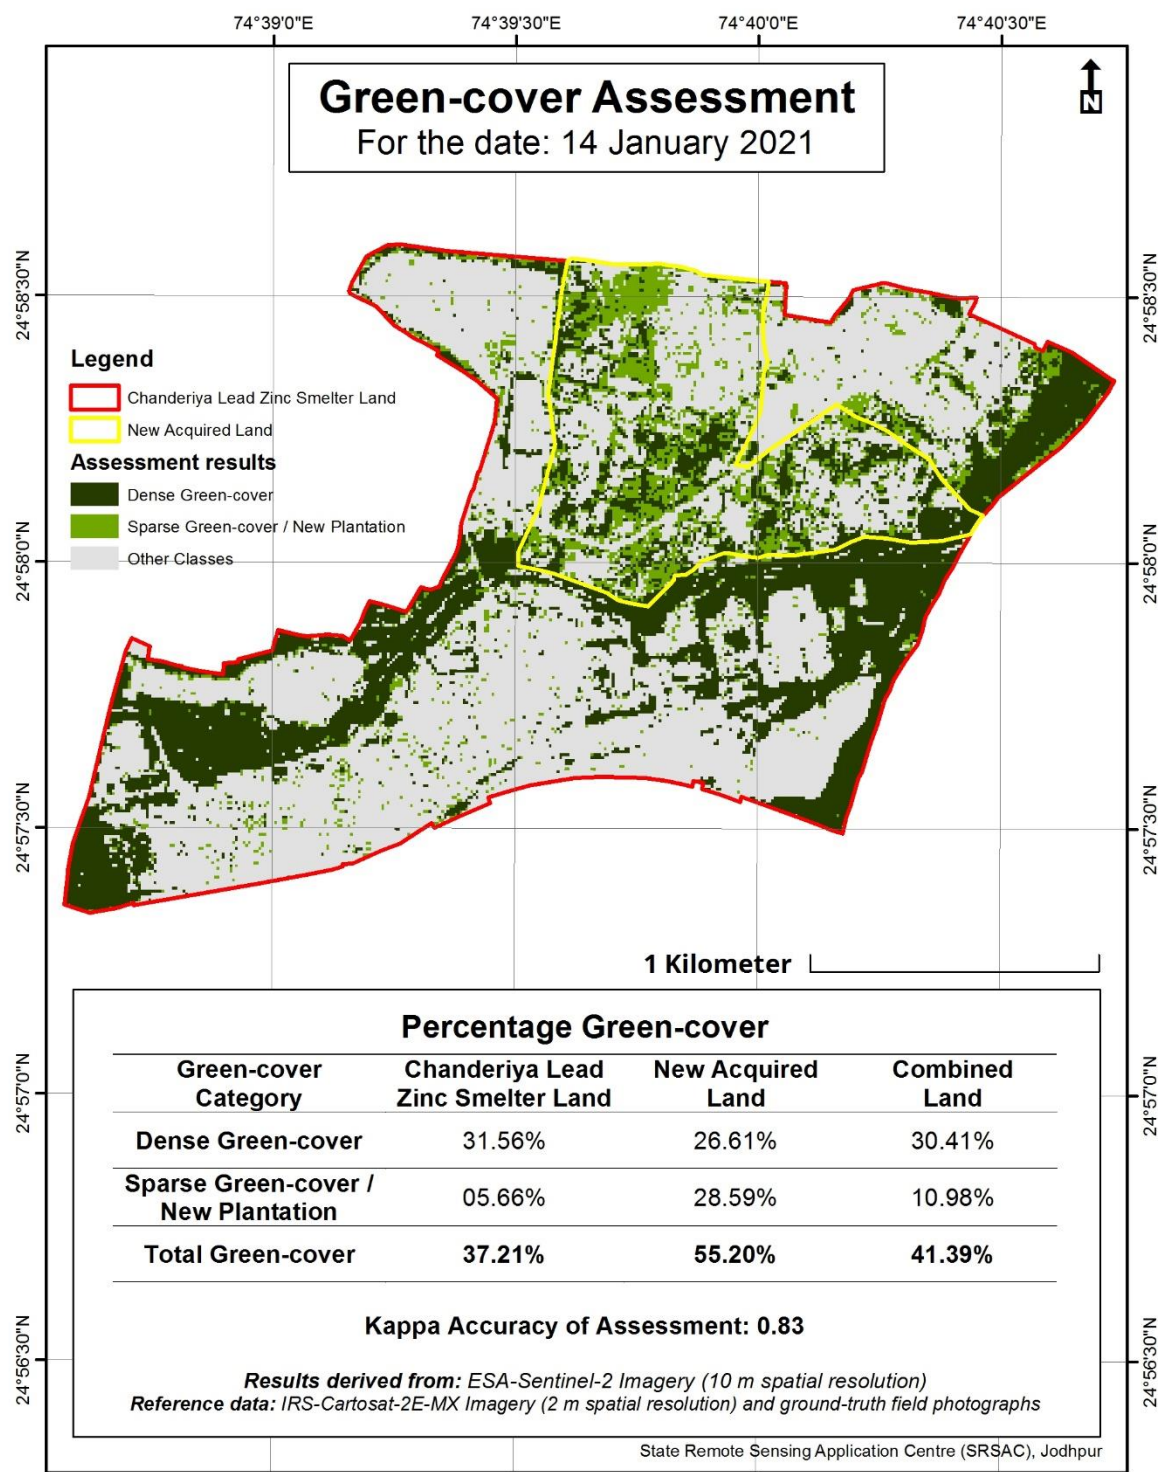 74°39'0"E 74°39'30"E 74°40'0"E 74°40'30"E
Green-cover Assessment
For the date: 14 January 2021
N
24°58'30"N 24°58'30"N
Legend
Chanderiya Lead Zinc Smelter Land
New Acquired Land
Assessment results
Dense Green-cover
Sparse Green-cover / New Plantation
Other Classes
24°58'0"N 24°58'0"N
24°57'30"N 24°57'30"N
1 Kilometer
Percentage Green-cover
Green-cover Chanderiya Lead New Acquired Combined
Category Zinc Smelter Land Land Land
24°57'0"N 24°57'0"N
Dense Green-cover 31.56% 26.61% 30.41%
Sparse Green-cover /
05.66% 28.59% 10.98%
New Plantation
Total Green-cover 37.21% 55.20% 41.39%
Kappa Accuracy of Assessment: 0.83
24°56'30"N 24°56'30"N
Results derived from: ESA-Sentinel-2 Imagery (10 m spatial resolution)
Reference data: IRS-Cartosat-2E-MX Imagery (2 m spatial resolution) and ground-truth field photographs
State Remote Sensing Application Centre (SRSAC), Jodhpur